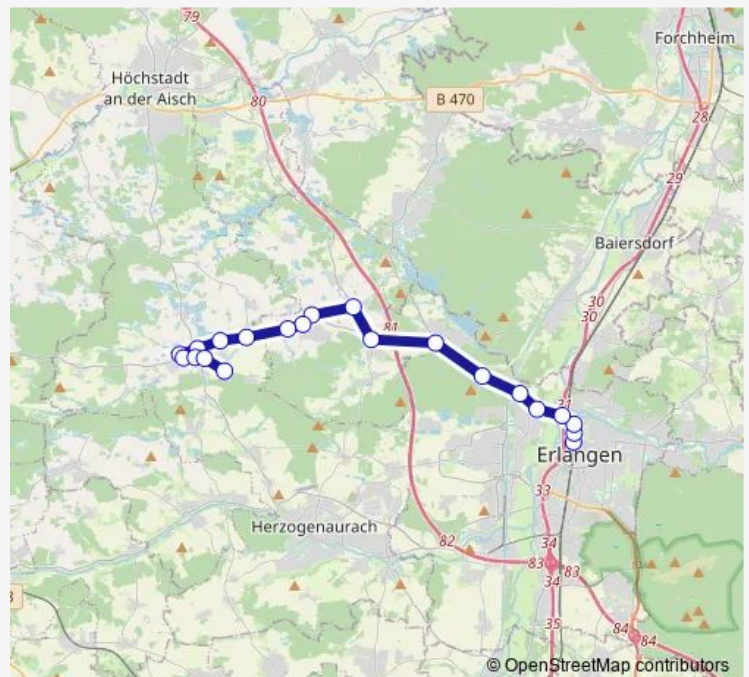 79
Forchheim
Höchstadt
an der Aisch
80
B 470
28
29
Baiersdorf
30
30
81
31
Erlangen
33
Herzogenaurach
82
34
83
83
34
35
84
84
3
© OpenStreetMap contributors